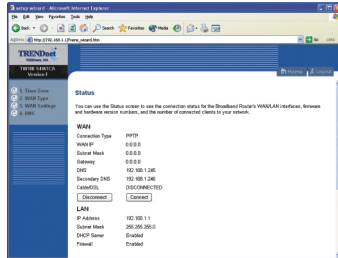 setup wizard - Microsoft Internet Explorer
File Edit View Favorites Tools Help
Back Search Favorites Media
Address http://192.168.1.1/
Go Links
TRENDnet
Home Logout
1. Time Zone
2. WAN Type
3. WAN Settings
4. DNS
Status
You can use the Status screen to see the connection status for the Broadband Router's WAN/LAN interfaces, firmware
and hardware version numbers, and the number of connected clients to your network.
WAN
Connection Type PPTP
WAN IP 0.0.0.0
Subnet Mask 0.0.0.0
Gateway 0.0.0.0
DNS 192.168.1.246
Secondary DNS 192.168.1.246
Cable/DSL DISCONNECTED
Disconnect Connect
LAN
IP Address 192.168.1.1
Subnet Mask 255.255.255.0
DHCP Server Enabled
Firewall Enabled